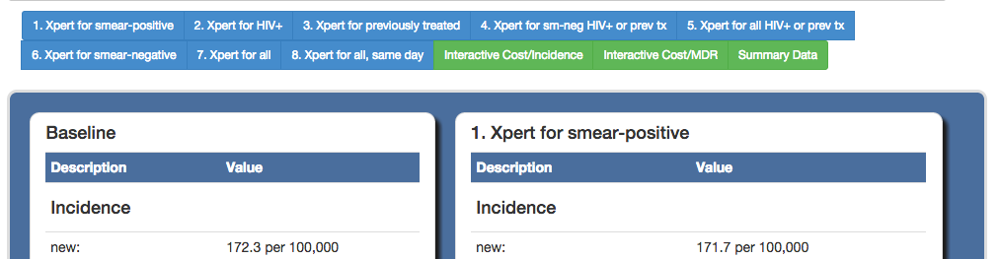 1. Xpert for smear-positive 2. Xpert for HIV+ 3. Xpert for previously treated 4. Xpert for sm-neg HIV+ or prev tx 5. Xpert for all HIV+ or prev tx
6. Xpert for smear-negative 7. Xpert for all 8. Xpert for all, same day Interactive Cost/Incidence Interactive Cost/MDR Summary Data
Baseline
Description Value
Incidence
new: 172.3 per 100,000
1. Xpert for smear-positive
Description Value
Incidence
new: 171.7 per 100,000